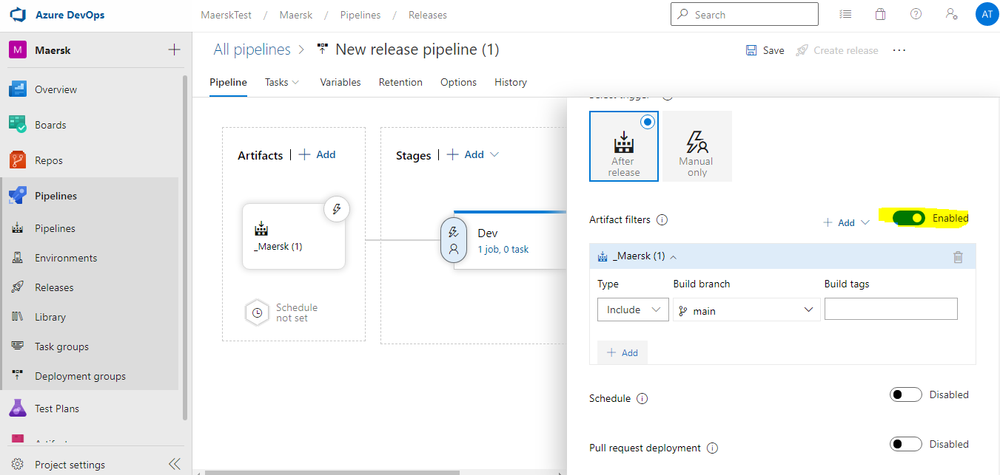 Azure DevOps
MaerskTest / Maersk / Pipelines / Releases
Search
AT
M Maersk
Overview
Boards
Repos
Pipelines
Pipelines
Environments
Releases
Library
Task groups
Deployment groups
Test Plans
Project settings
All pipelines > New release pipeline (1)
Save
Create release
Pipeline Tasks Variables Retention Options History
Artifacts | + Add
_Maersk (1)
Schedule
not set
Stages | + Add
Dev
1 job, 0 task
Select trigger
After
release
Manual
only
Artifact filters
+ Add
Enabled
_Maersk (1)
Type Build branch Build tags
Include main
+ Add
Schedule
Disabled
Pull request deployment
Disabled